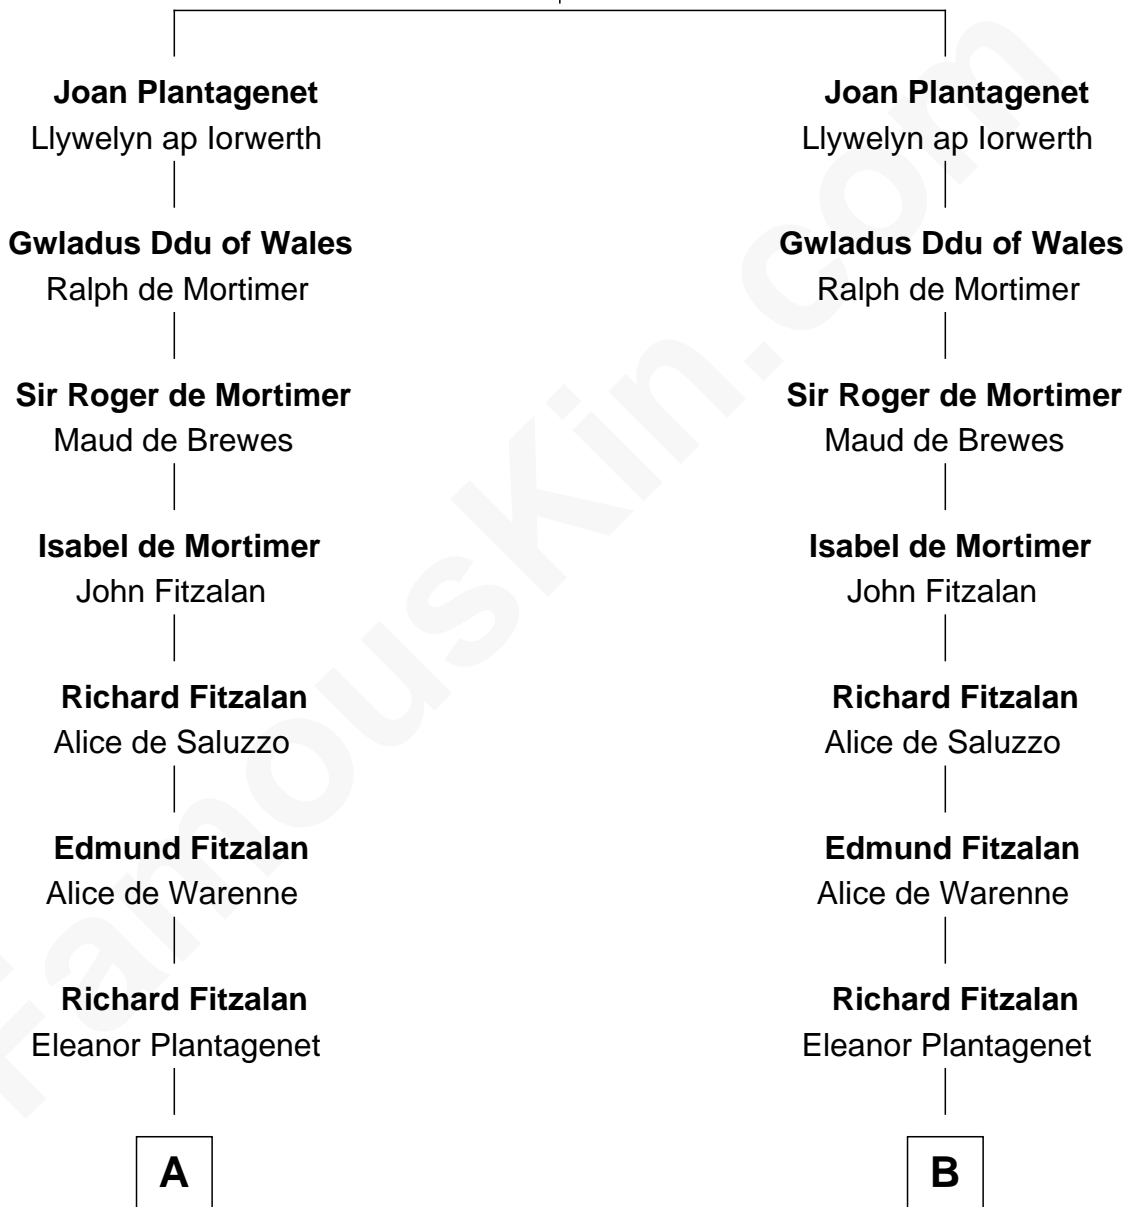 Joan Plantagenet
Llywelyn ap Iorwerth
Gwladus Ddu of Wales
Ralph de Mortimer
Sir Roger de Mortimer
Maud de Brewes
Isabel de Mortimer
John Fitzalan
Richard Fitzalan
Alice de Saluzzo
Edmund Fitzalan
Alice de Warenne
Richard Fitzalan
Eleanor Plantagenet
A
Joan Plantagenet
Llywelyn ap Iorwerth
Gwladus Ddu of Wales
Ralph de Mortimer
Sir Roger de Mortimer
Maud de Brewes
Isabel de Mortimer
John Fitzalan
Richard Fitzalan
Alice de Saluzzo
Edmund Fitzalan
Alice de Warenne
Richard Fitzalan
Eleanor Plantagenet
B
FamousKin.com